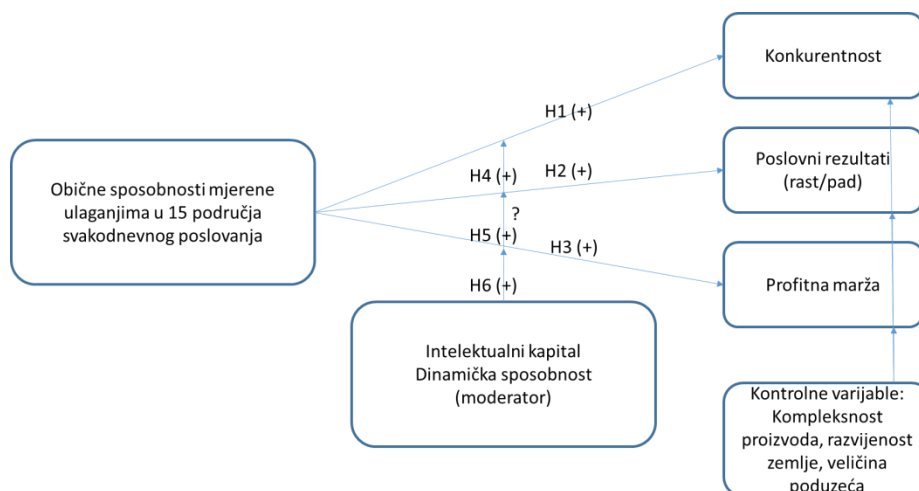 Konkurentnost
H1 (+)
Obične sposobnosti mjerene
ulaganjima u 15 područja
svakodnevnog poslovanja
H4 (+)
H2 (+)
Poslovni rezultati
(rast/pad)
?
H5 (+)
H3 (+)
H6 (+)
Profitna marža
Intelektualni kapital
Dinamička sposobnost
(moderator)
Kontrolne varijable:
Kompleksnost
proizvoda, razvijenost
zemlje, veličina
poduzeća